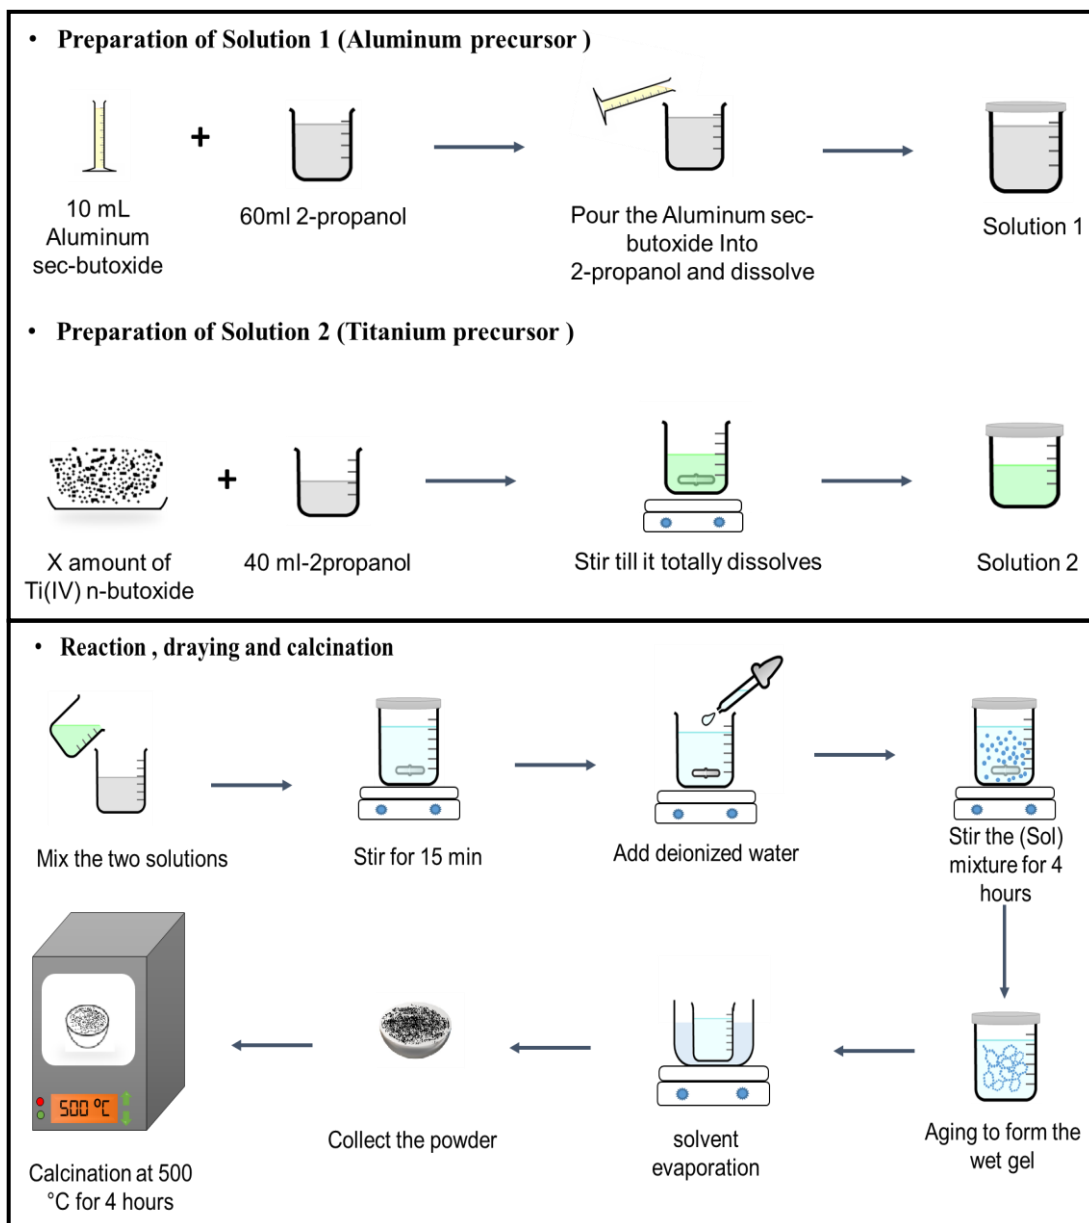 • Preparation of Solution 1 (Aluminum precursor )
+
10 mL
Aluminum
sec-butoxide
60ml 2-propanol
Pour the Aluminum sec-
butoxide Into
2-propanol and dissolve
Solution 1
• Preparation of Solution 2 (Titanium precursor )
+
X amount of
Ti(IV) n-butoxide
40 ml-2propanol
Stir till it totally dissolves
Solution 2
• Reaction , draying and calcination
Mix the two solutions
Stir for 15 min
Add deionized water
Stir the (Sol)
mixture for 4
hours
Aging to form the
wet gel
solvent
evaporation
Collect the powder
500 ºC
Calcination at 500
°C for 4 hours